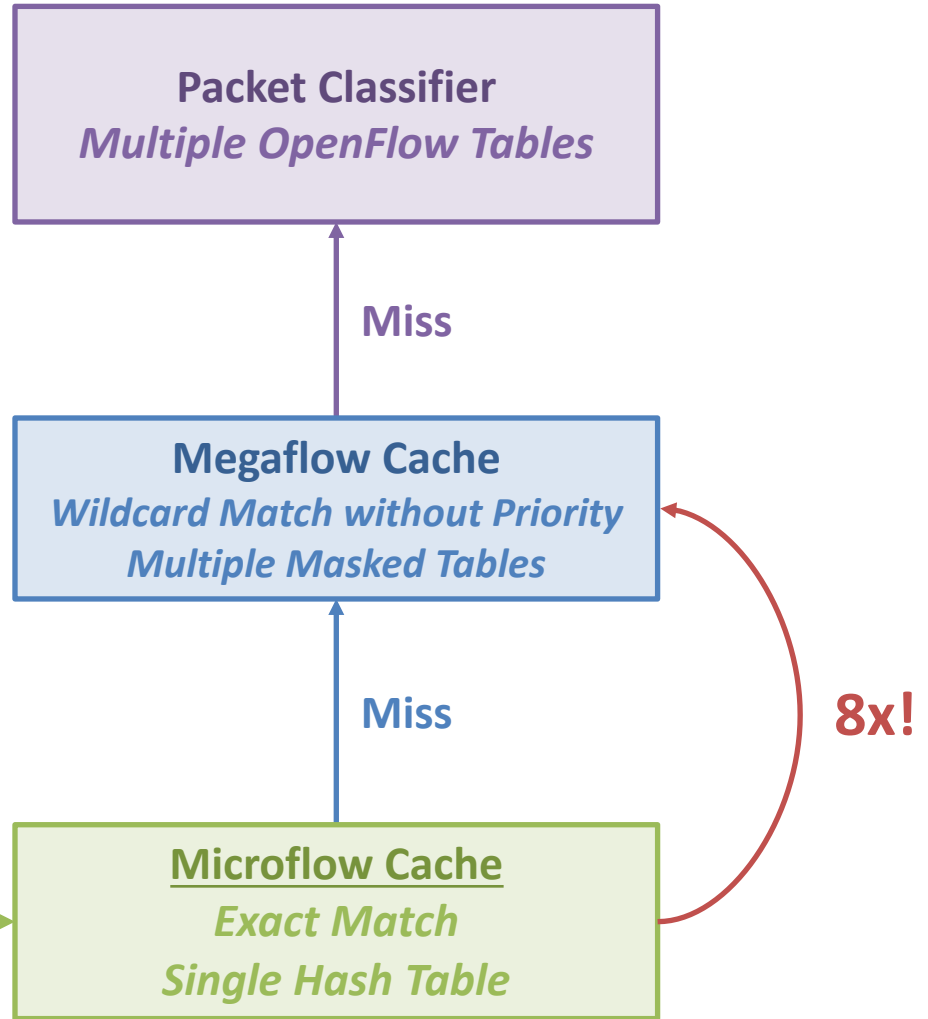 Packet Classifier
Multiple OpenFlow Tables
Miss
Megaflow Cache
Wildcard Match without Priority
Multiple Masked Tables
Miss
8x!
Microflow Cache
Exact Match
Single Hash Table